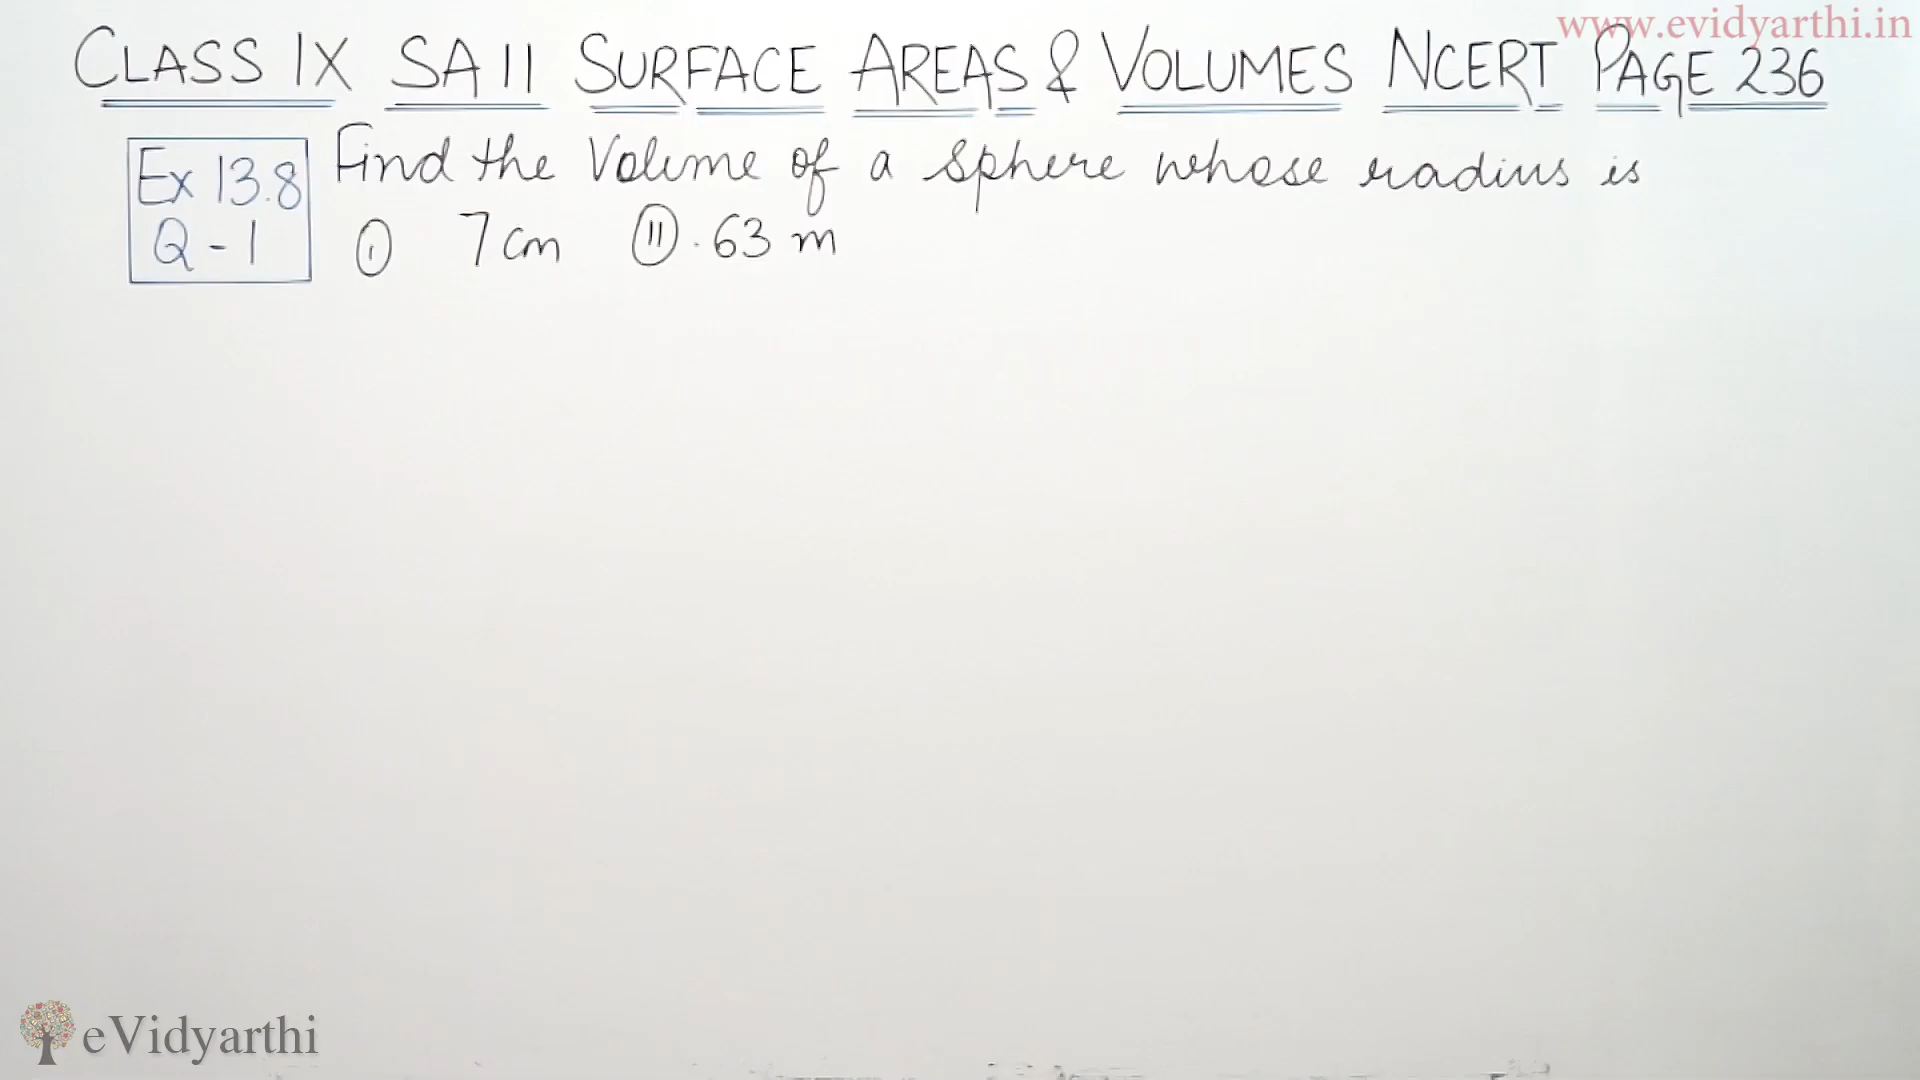 www.evidyarthi.in
CLASS IX SA II SURFACE AREAS & VOLUMES NCERT PAGE 236
Ex 13.8 Find the Volume of a sphere whose radius is
Q - 1 (i) 7 cm (ii) .63 m
eVidyarthi